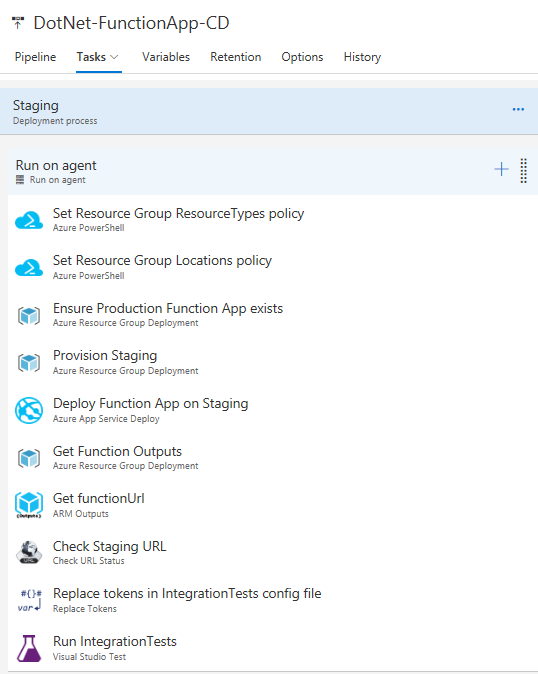 DotNet-FunctionApp-CD
Pipeline Tasks Variables Retention Options History
Staging
Deployment process
Run on agent
Run on agent
Set Resource Group ResourceTypes policy
Azure PowerShell
Set Resource Group Locations policy
Azure PowerShell
Ensure Production Function App exists
Azure Resource Group Deployment
Provision Staging
Azure Resource Group Deployment
Deploy Function App on Staging
Azure App Service Deploy
Get Function Outputs
Azure Resource Group Deployment
Get functionUrl
{Outputs}
ARM Outputs
Check Staging URL
URL
Check URL Status
Replace tokens in IntegrationTests config file
#{}#
var
Replace Tokens
Run IntegrationTests
Visual Studio Test